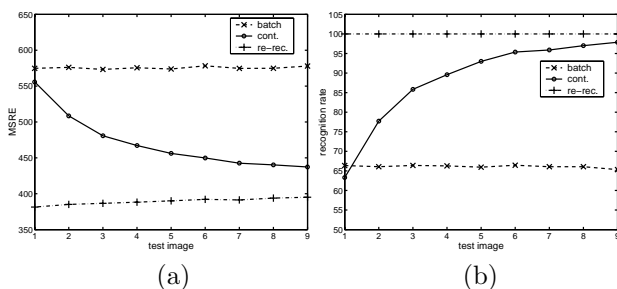 650
600
550
500
450
400
350
MSRE
1 2 3 4 5 6 7 8 9
test image
batch
cont.
re-rec.
(a)
100
95
90
85
80
75
70
65
60
55
50
recognition rate
1 2 3 4 5 6 7 8 9
test image
batch
cont.
re-rec.
(b)